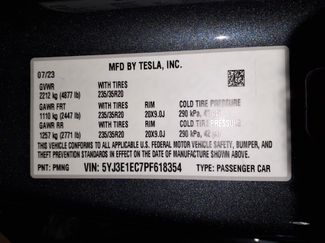 MFD BY TESLA, INC.
07/23
GVWR WITH TIRES
2212 kg (4877 lb) 235/35R20
GAWR FRT WITH TIRES RIM COLD TIRE PRESSURE
1110 kg (2447 lb) 235/35R20 20X9.0J 290 kPa,
GAWR RR WITH TIRES RIM PRESSURE
1257 kg (2771 lb) 235/35R20 20X9.0J 290 kPa, 42
THIS VEHICLE CONFORMS TO ALL APPLICABLE U.S. FEDERAL MOTOR VEHICLE SAFETY, BUMPER, AND
THEFT PREVENTION STANDARDS IN EFFECT ON THE DATE OF MANUFACTURE SHOWN ABOVE.
PNT: PMNG VIN: 5YJ3E1EC7PF618354 TYPE: PASSENGER CAR